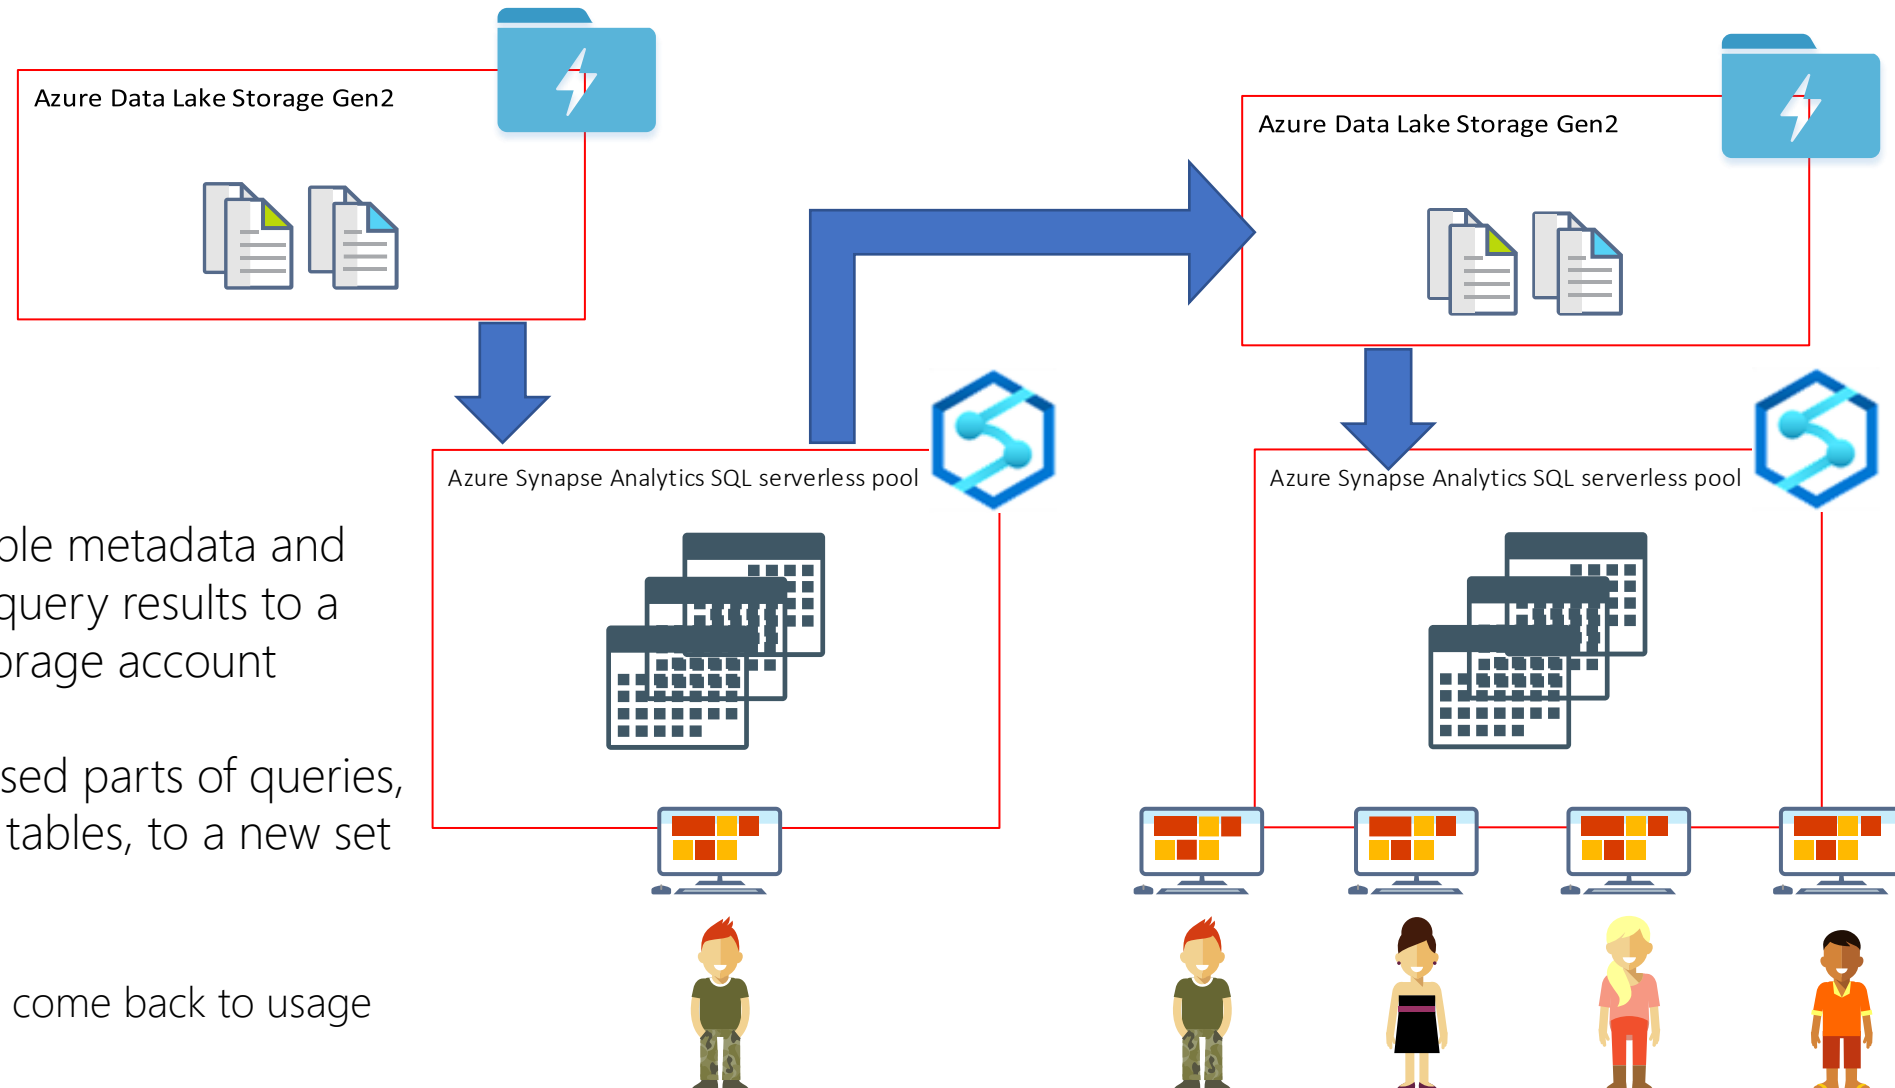 Azure Data Lake Storage Gen2
Azure Data Lake Storage Gen2
Azure Synapse Analytics SQL serverless pool
Azure Synapse Analytics SQL serverless pool
metadata and
query results to a
account
parts of queries,
tables, to a new set
come back to usage